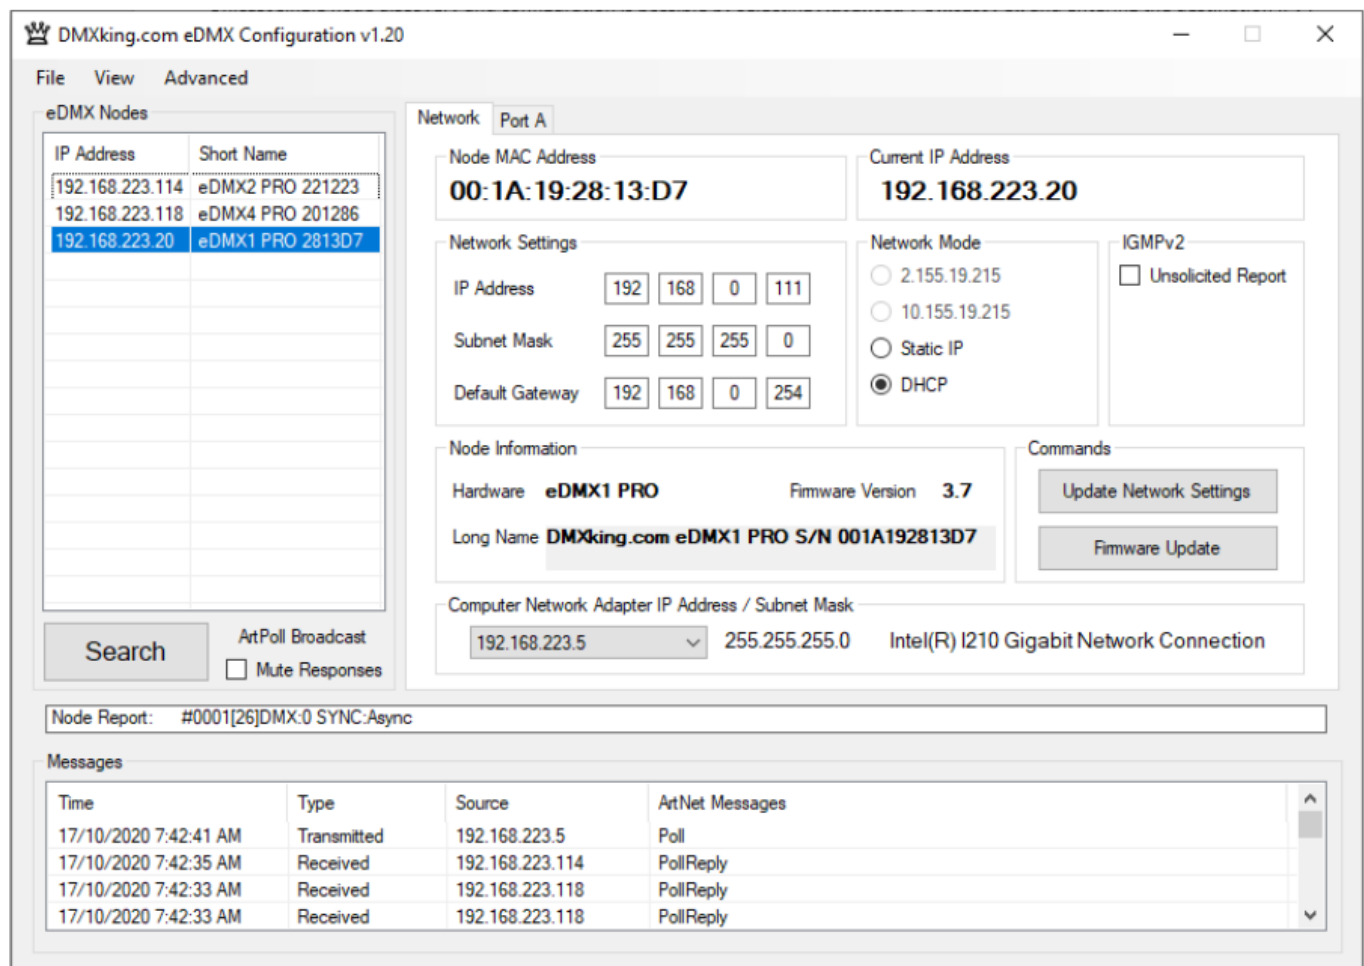 DMXking.com eDMX Configuration v1.20
File View Advanced
eDMX Nodes
IP Address Short Name
192.168.223.114 eDMX2 PRO 221223
192.168.223.118 eDMX4 PRO 201286
192.168.223.20 eDMX1 PRO 2813D7
Search
ArtPoll Broadcast
Mute Responses
Network Port A
Node MAC Address
00:1A:19:28:13:D7
Current IP Address
192.168.223.20
Network Settings
IP Address 192 168 0 111
Subnet Mask 255 255 255 0
Default Gateway 192 168 0 254
Network Mode
2.155.19.215
10.155.19.215
Static IP
DHCP
IGMPv2
Unsolicited Report
Node Information
Hardware eDMX1 PRO Firmware Version 3.7
Long Name DMXking.com eDMX1 PRO S/N 001A192813D7
Commands
Update Network Settings
Firmware Update
Computer Network Adapter IP Address / Subnet Mask
192.168.223.5 255.255.255.0 Intel(R) I210 Gigabit Network Connection
Node Report: #0001[26]DMX:0 SYNC:Async
Messages
Time Type Source ArtNet Messages
17/10/2020 7:42:41 AM Transmitted 192.168.223.5 Poll
17/10/2020 7:42:35 AM Received 192.168.223.114 PollReply
17/10/2020 7:42:33 AM Received 192.168.223.118 PollReply
17/10/2020 7:42:33 AM Received 192.168.223.118 PollReply